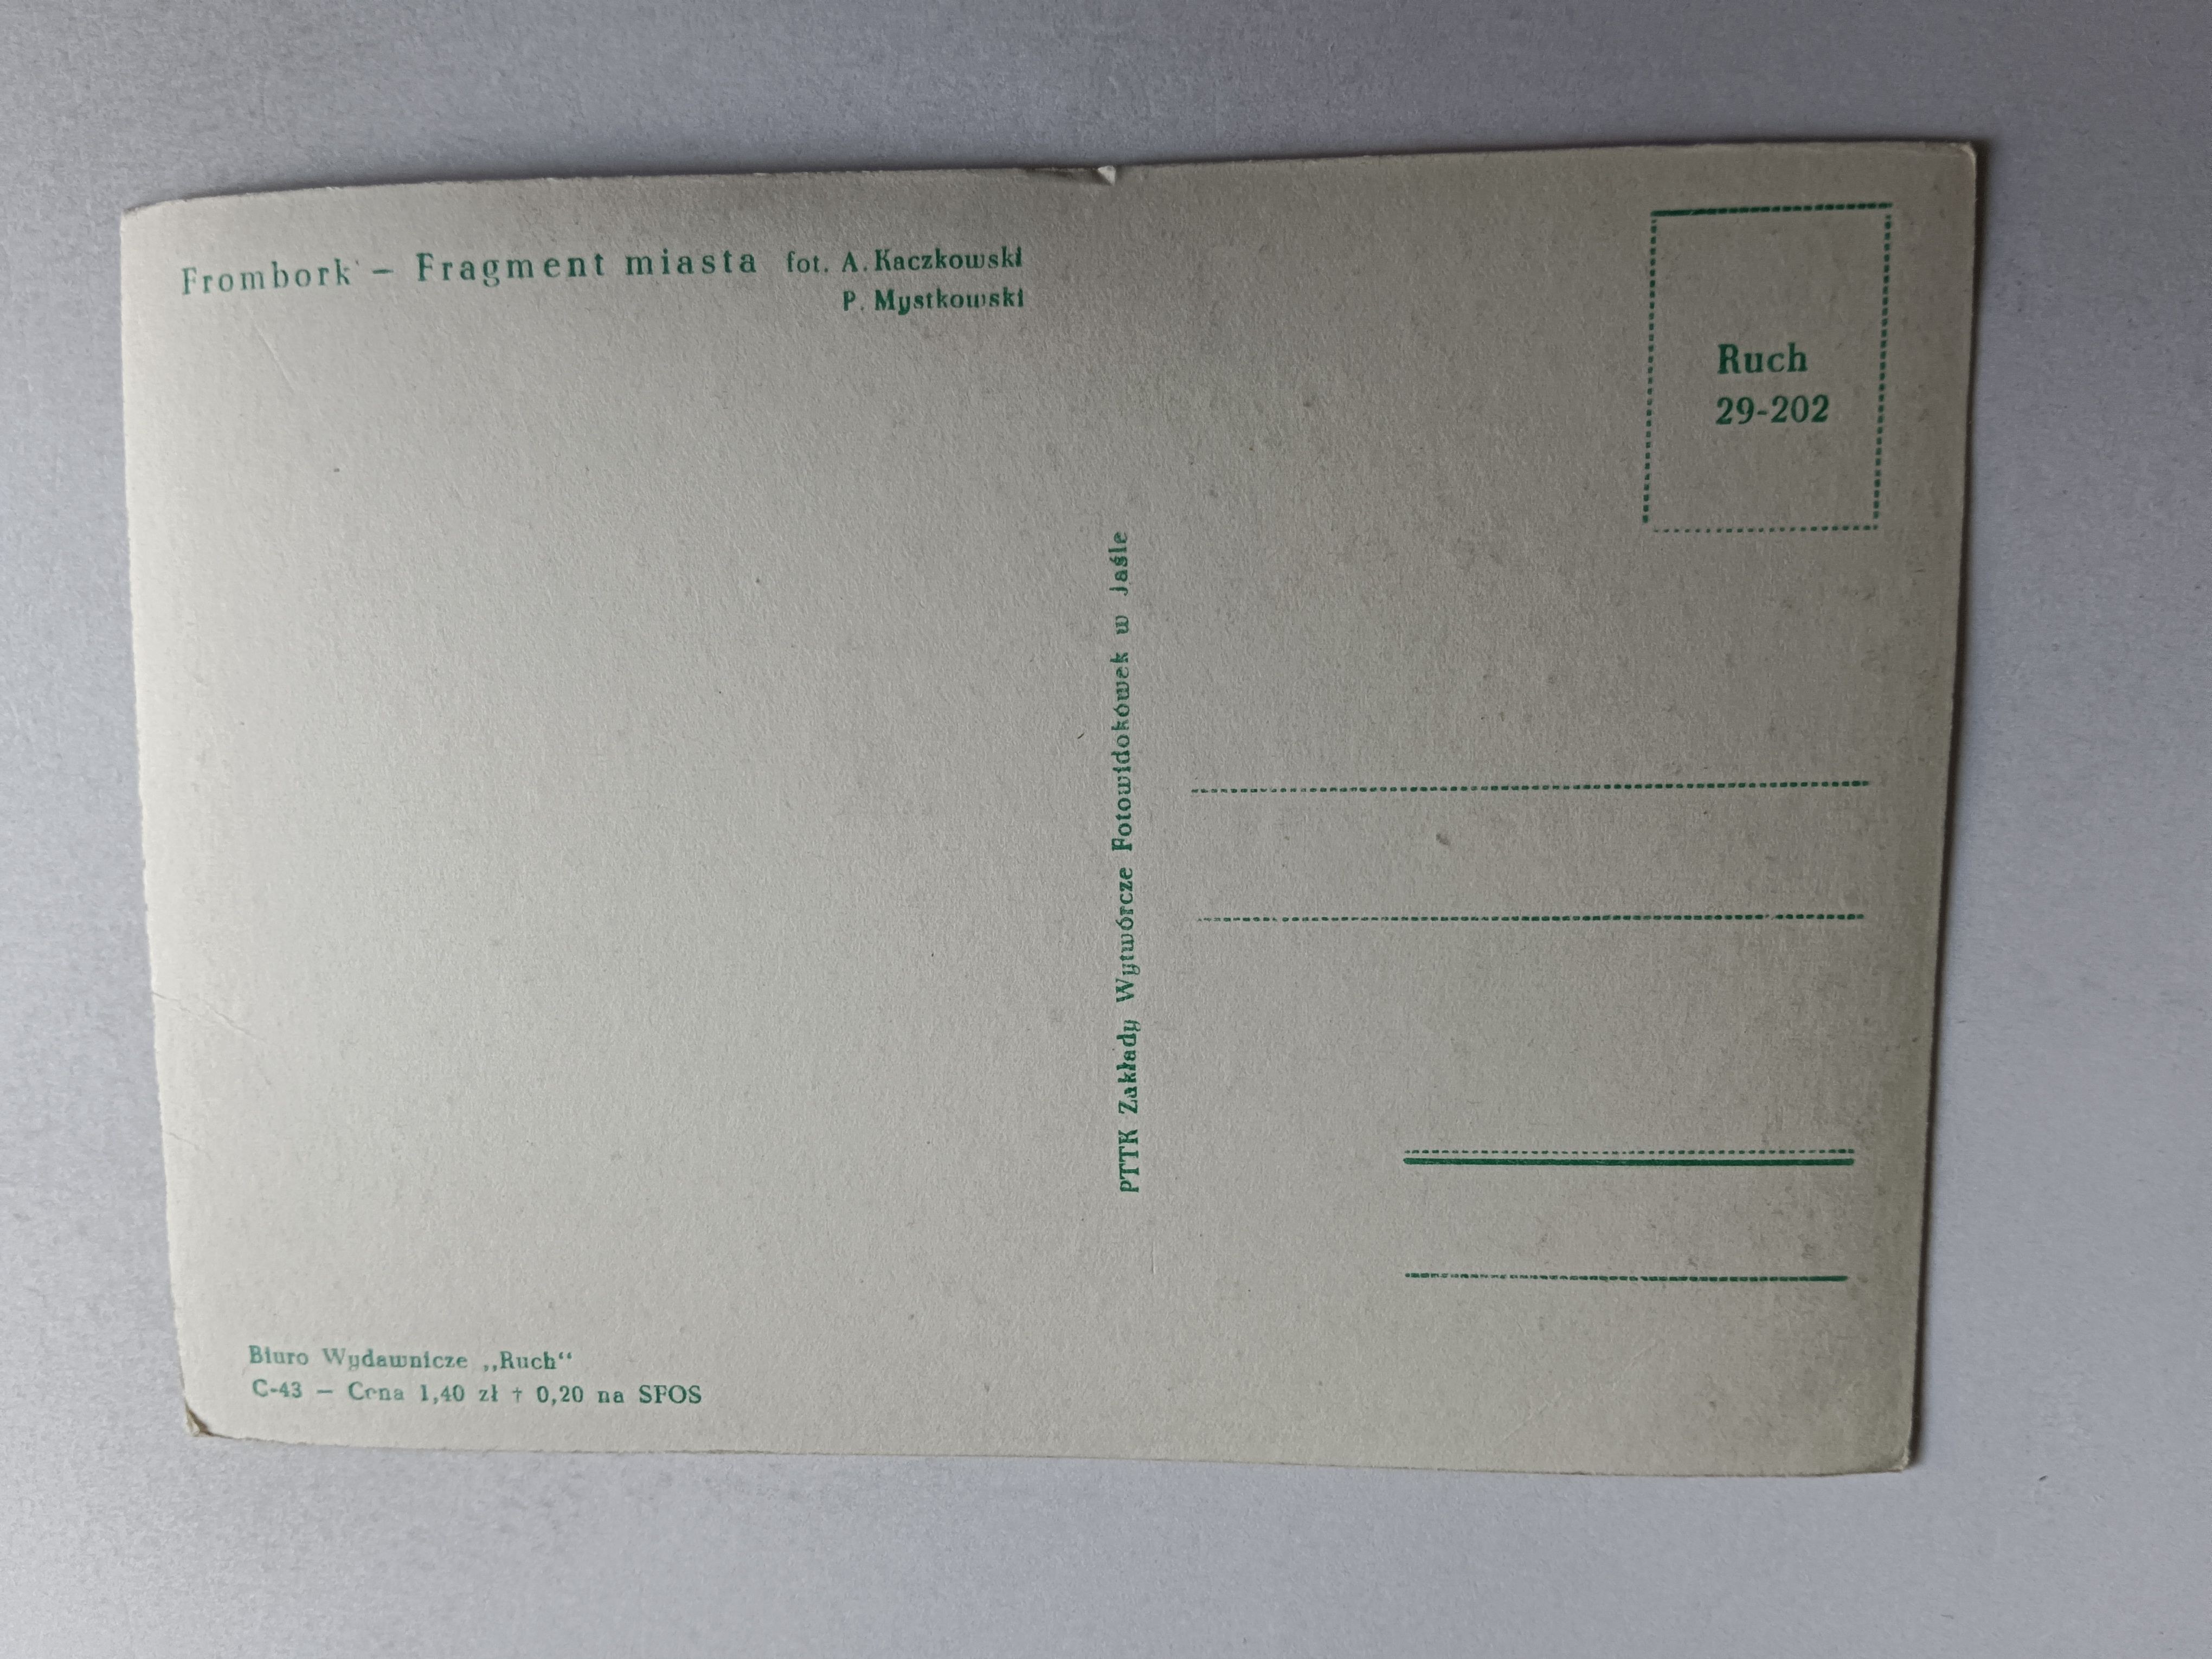 Frombork – Fragment miasta fot. A. Kaczkowski
P. Mystkowski
Ruch
29-202
PTTK Zakłady Wytwórcze Fotowidokówek w Jaśle
Biuro Wydawnicze „Ruch“
C-43 – Cena 1,40 zł + 0,20 na SFOS